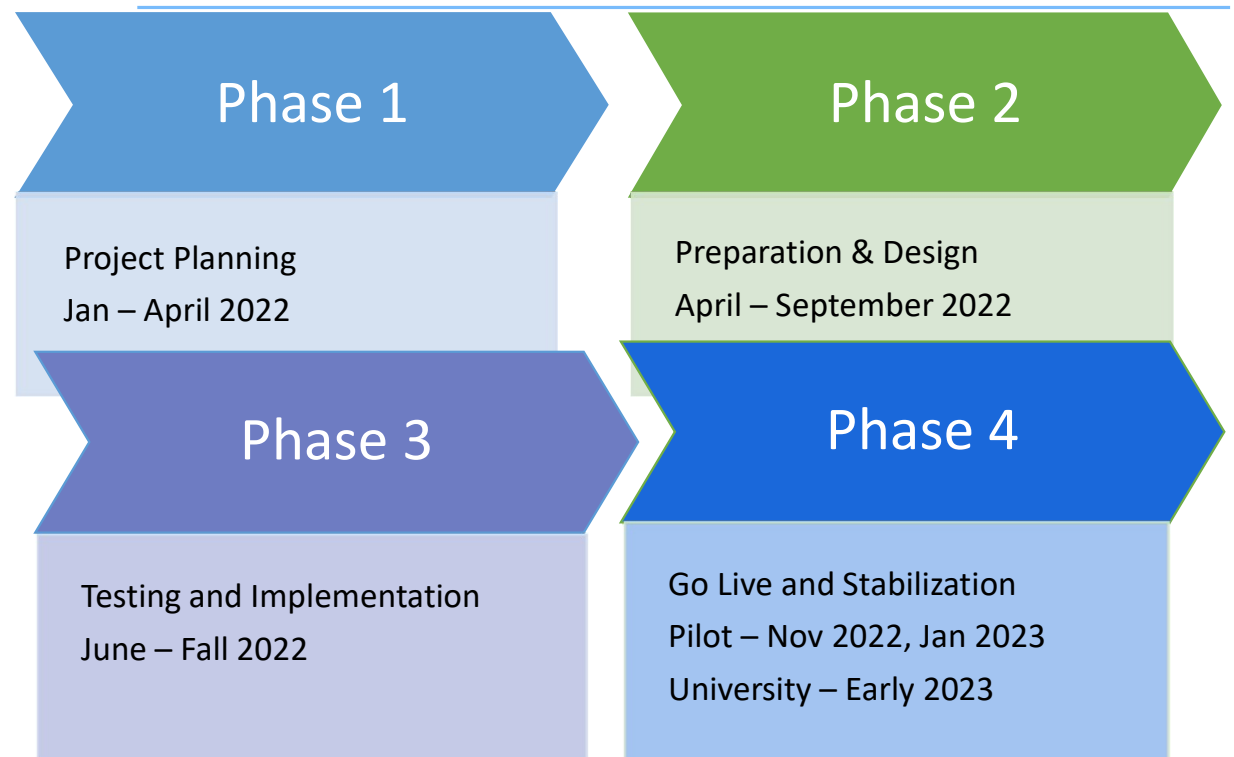 Phase 1
Project Planning
Jan – April 2022
Phase 2
Preparation & Design
April – September 2022
Phase 3
Testing and Implementation
June – Fall 2022
Phase 4
Go Live and Stabilization
Pilot – Nov 2022, Jan 2023
University – Early 2023